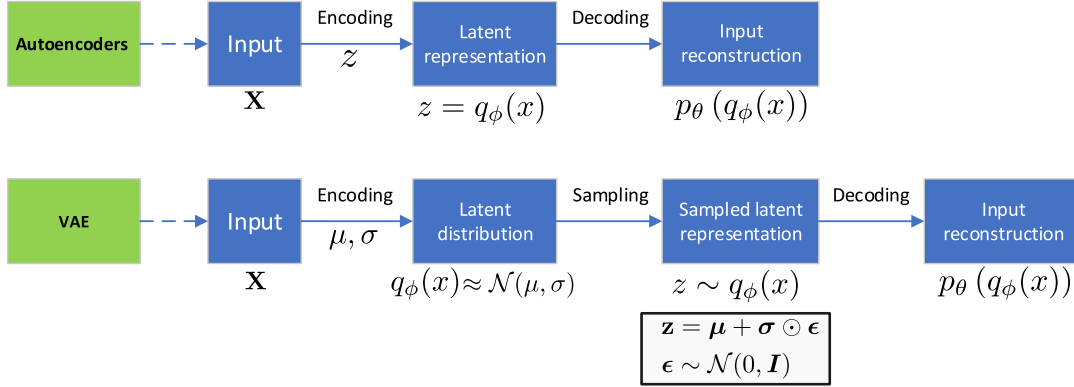 Autoencoders
Input
Encoding
z
Latent
representation
Decoding
Input
reconstruction
x
z = q_ϕ(x)
p_θ (q_ϕ(x))
VAE
Input
Encoding
μ, σ
Latent
distribution
Sampling
Sampled latent
representation
Decoding
Input
reconstruction
x
q_ϕ(x) ≈ 𝒩(μ, σ)
z ∼ q_ϕ(x)
p_θ (q_ϕ(x))
z = μ + σ ⊙ ϵ
ϵ ∼ 𝒩(0, I)